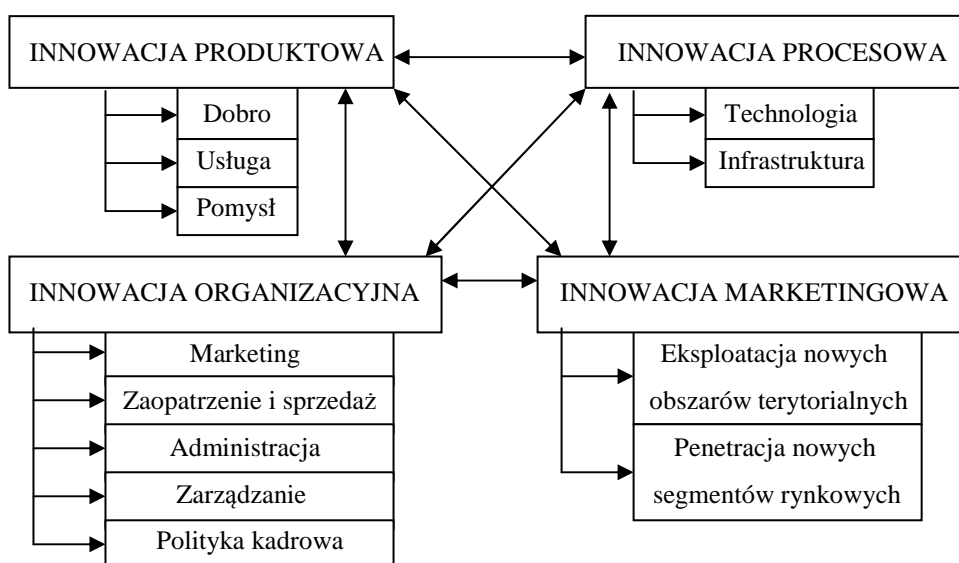 INNOWACJA PRODUKTOWA
Dobro
Usługa
Pomysł
INNOWACJA PROCESOWA
Technologia
Infrastruktura
INNOWACJA ORGANIZACYJNA
Marketing
Zaopatrzenie i sprzedaż
Administracja
Zarządzanie
Polityka kadrowa
INNOWACJA MARKETINGOWA
Eksploatacja nowych
obszarów terytorialnych
Penetracja nowych
segmentów rynkowych